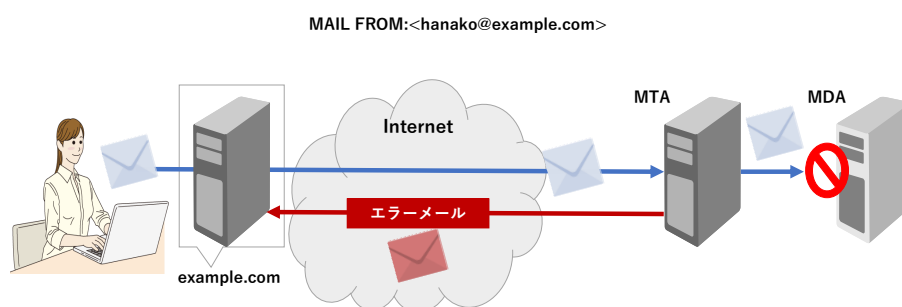 MAIL FROM:<hanako@example.com>
MTA
MDA
Internet
エラーメール
example.com